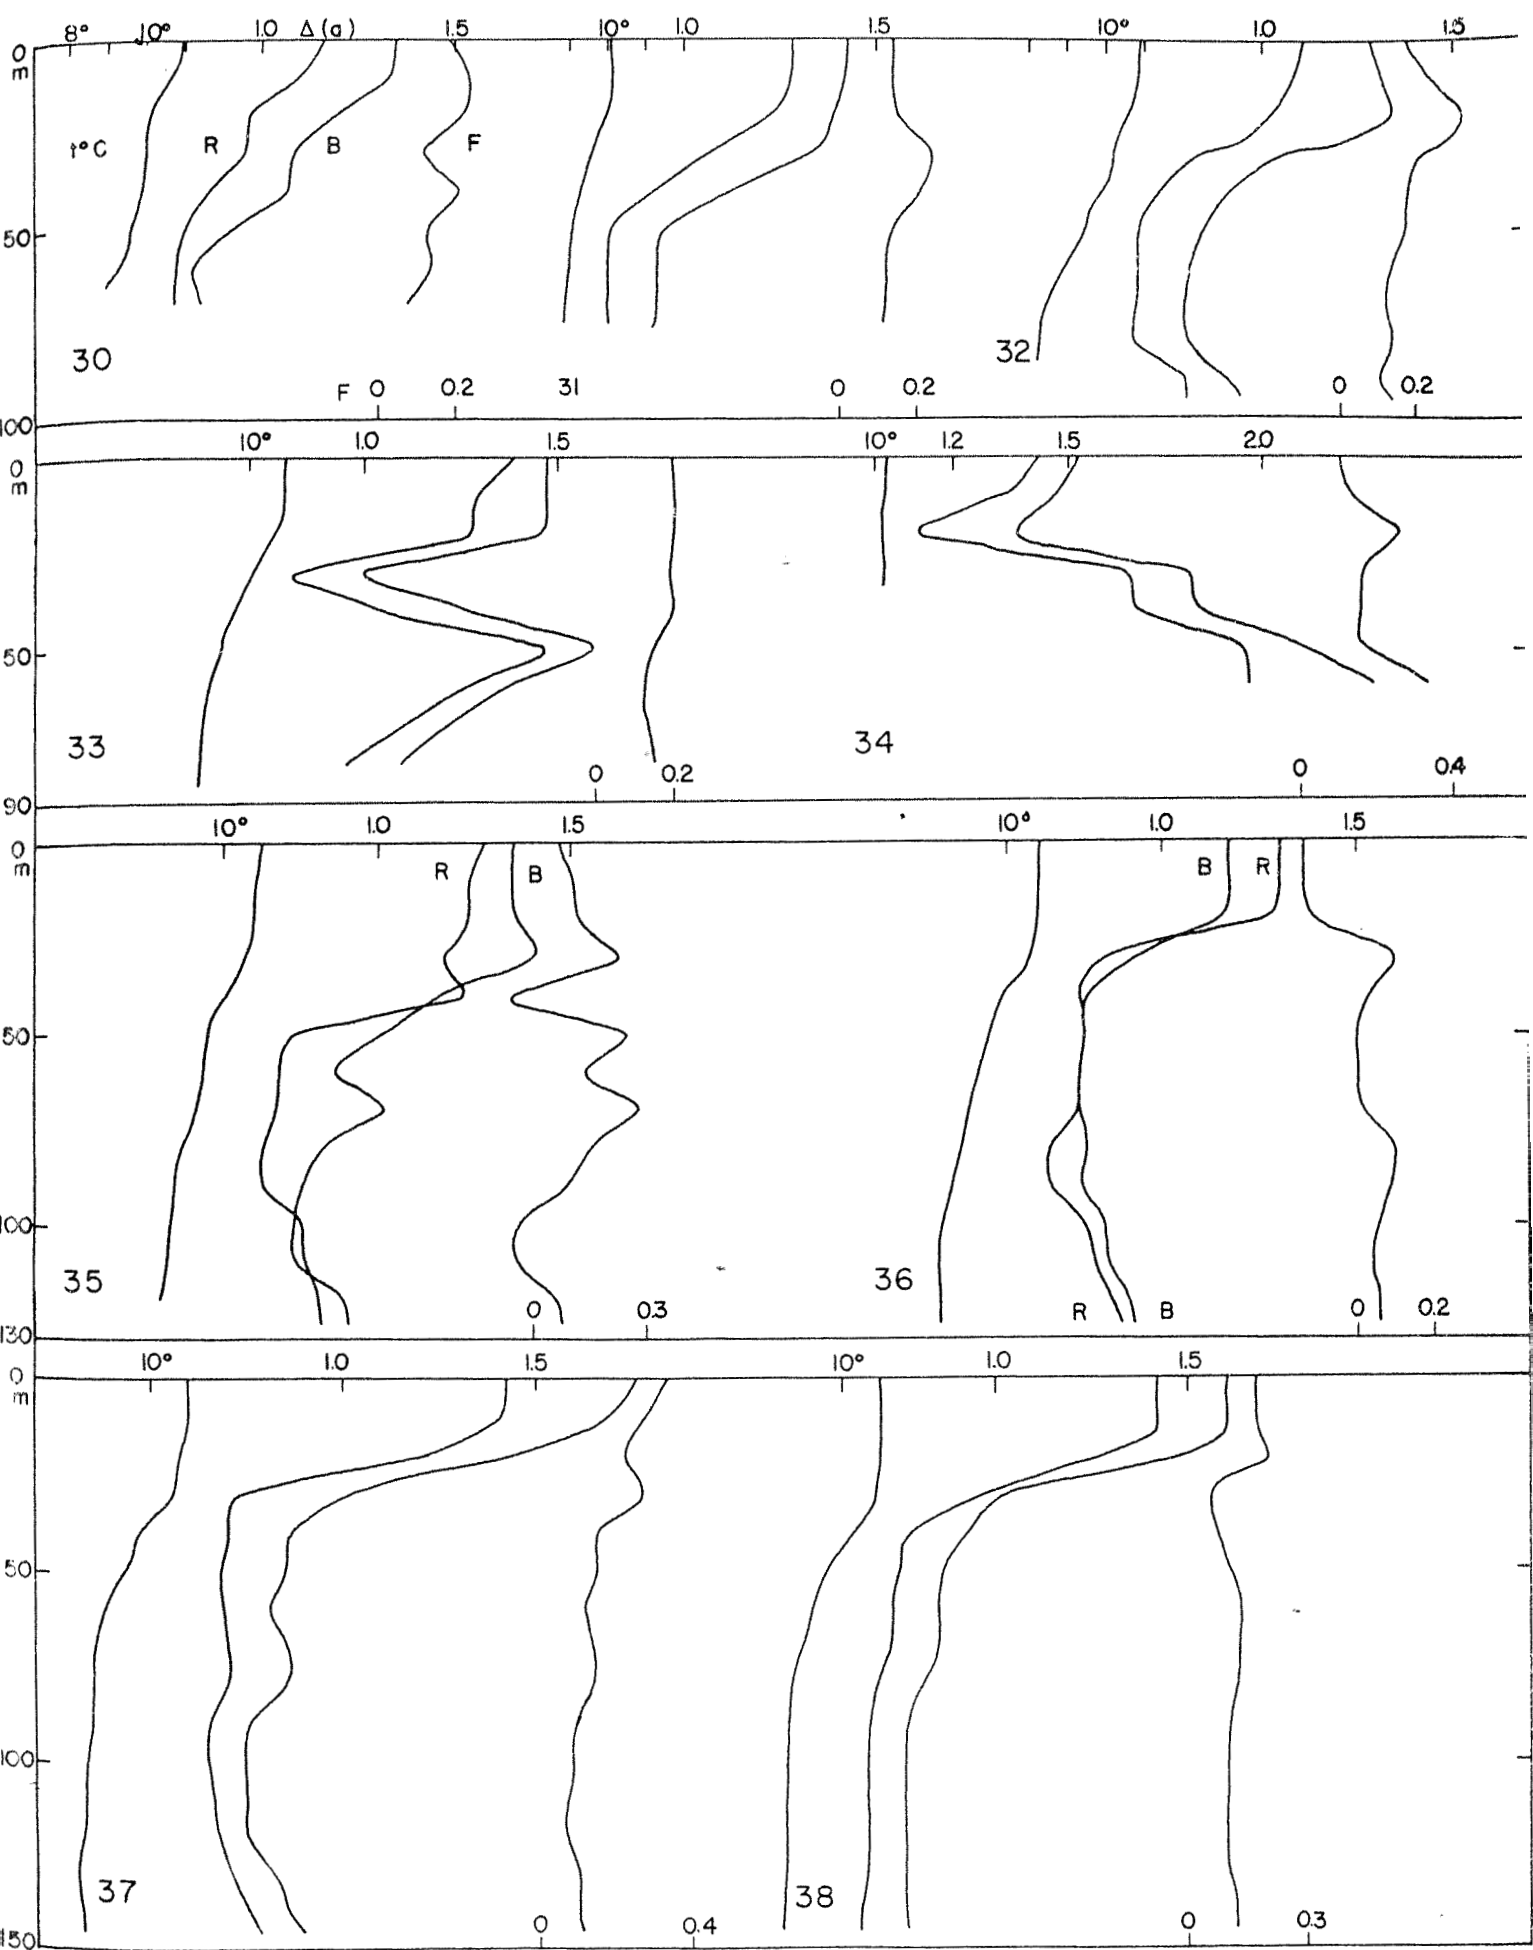 8° 10° 1.0 Δ(a) 1.5 10° 1.0 1.5 10° 1.0 1.5
0
m
t°C R B F
50
30 32
F 0 0.2 31 0 0.2 0 0.2
100
10° 1.0 1.5 10° 1.2 1.5 2.0
0
m
50
33 34
0 0.2 0 0.4
90
10° 1.0 1.5 10° 1.0 1.5
0
m
R B B R
50
100
35 36
0 0.3 R B 0 0.2
130
10° 1.0 1.5 10° 1.0 1.5
0
m
50
100
37 38
0 0.4 0 0.3
150